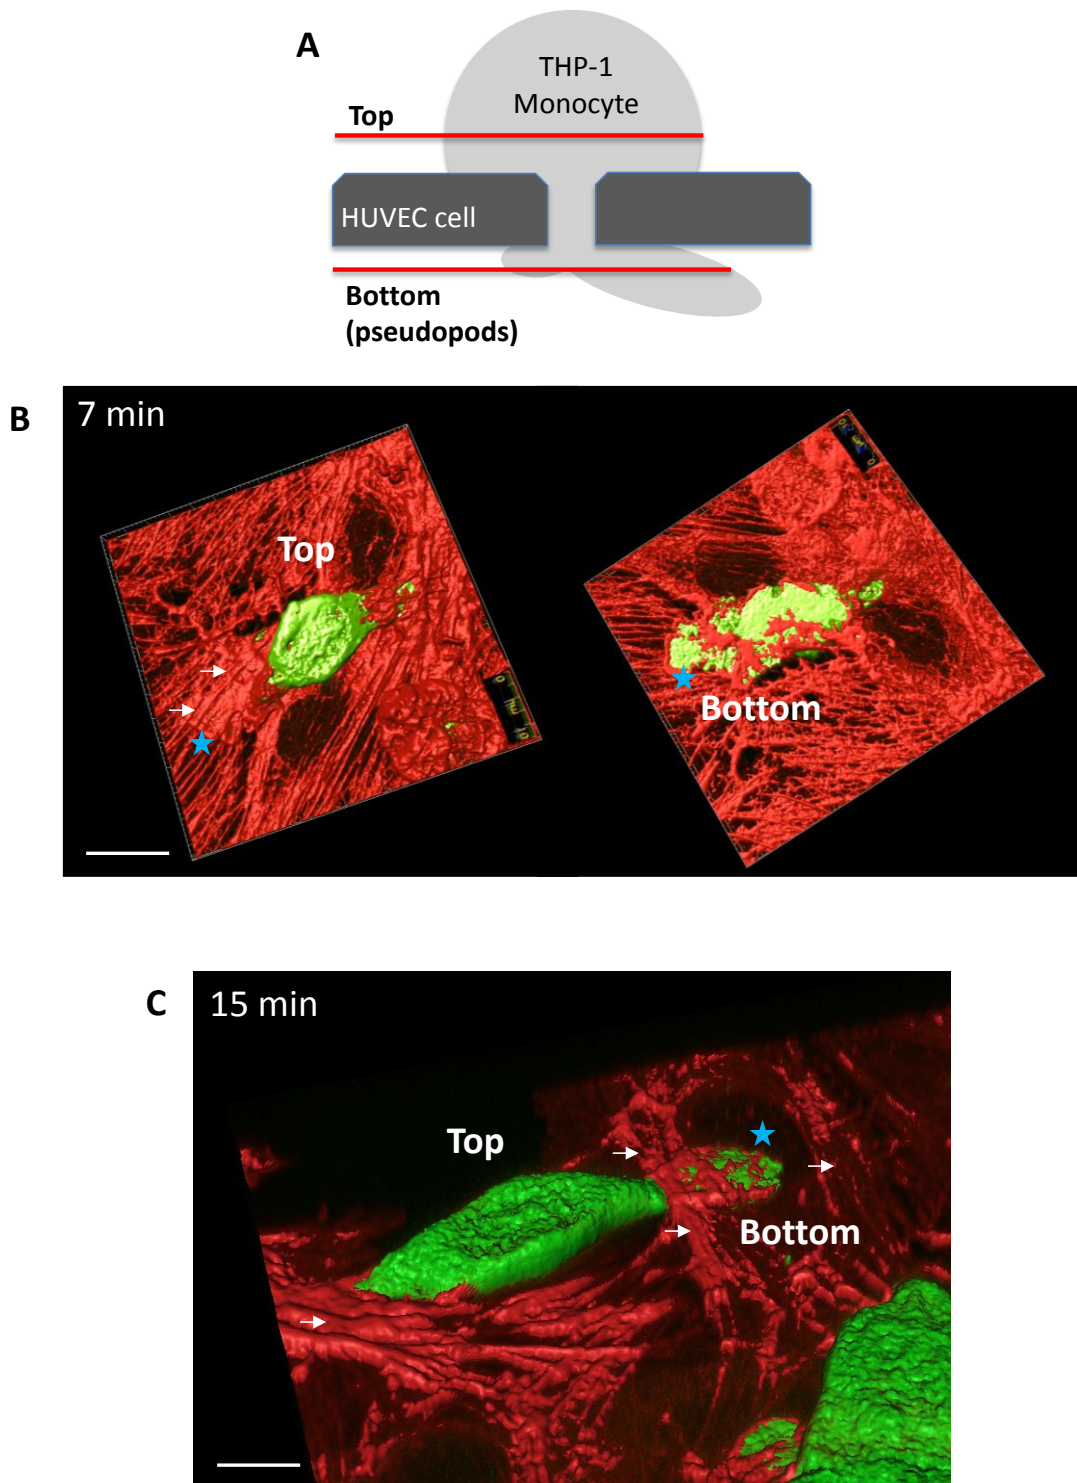 A
THP-1
Monocyte
Top
HUVEC cell
Bottom
(pseudopods)
B
7 min
Top
Bottom
C
15 min
Top
Bottom